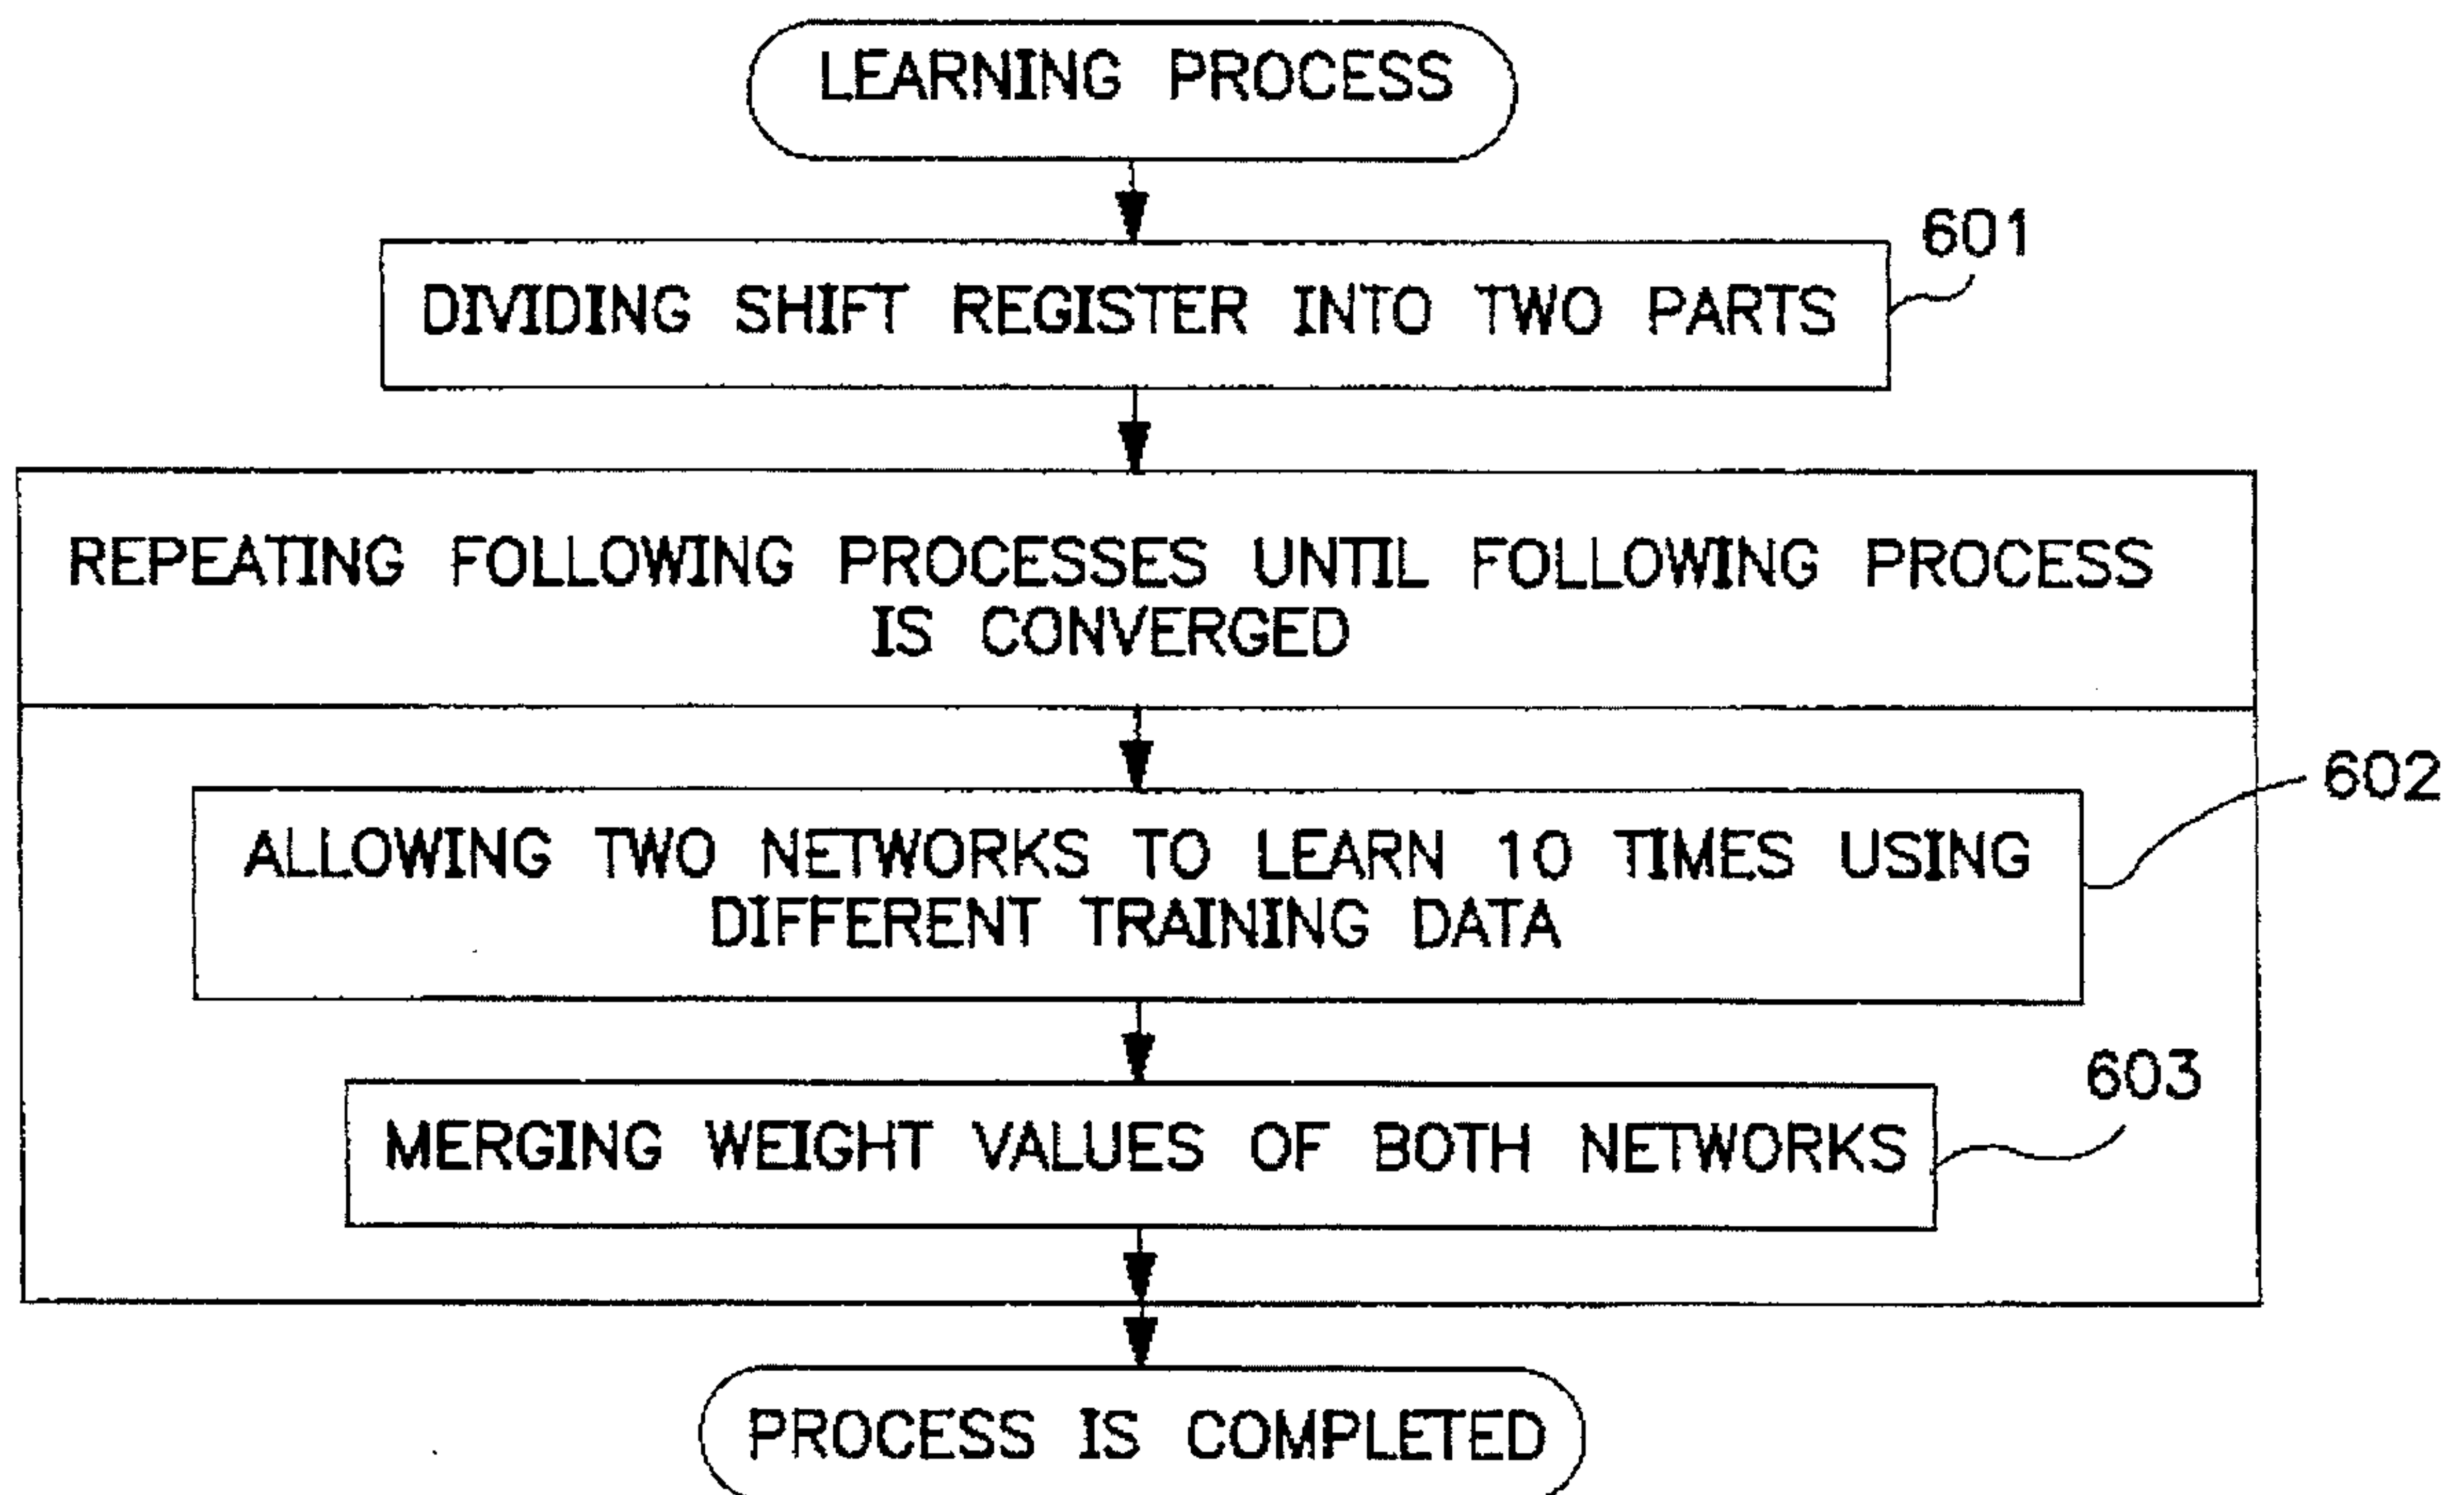 LEARNING PROCESS
601
DIVIDING SHIFT REGISTER INTO TWO PARTS
REPEATING FOLLOWING PROCESSES UNTIL FOLLOWING PROCESS
IS CONVERGED
602
ALLOWING TWO NETWORKS TO LEARN 10 TIMES USING
DIFFERENT TRAINING DATA
603
MERGING WEIGHT VALUES OF BOTH NETWORKS
PROCESS IS COMPLETED